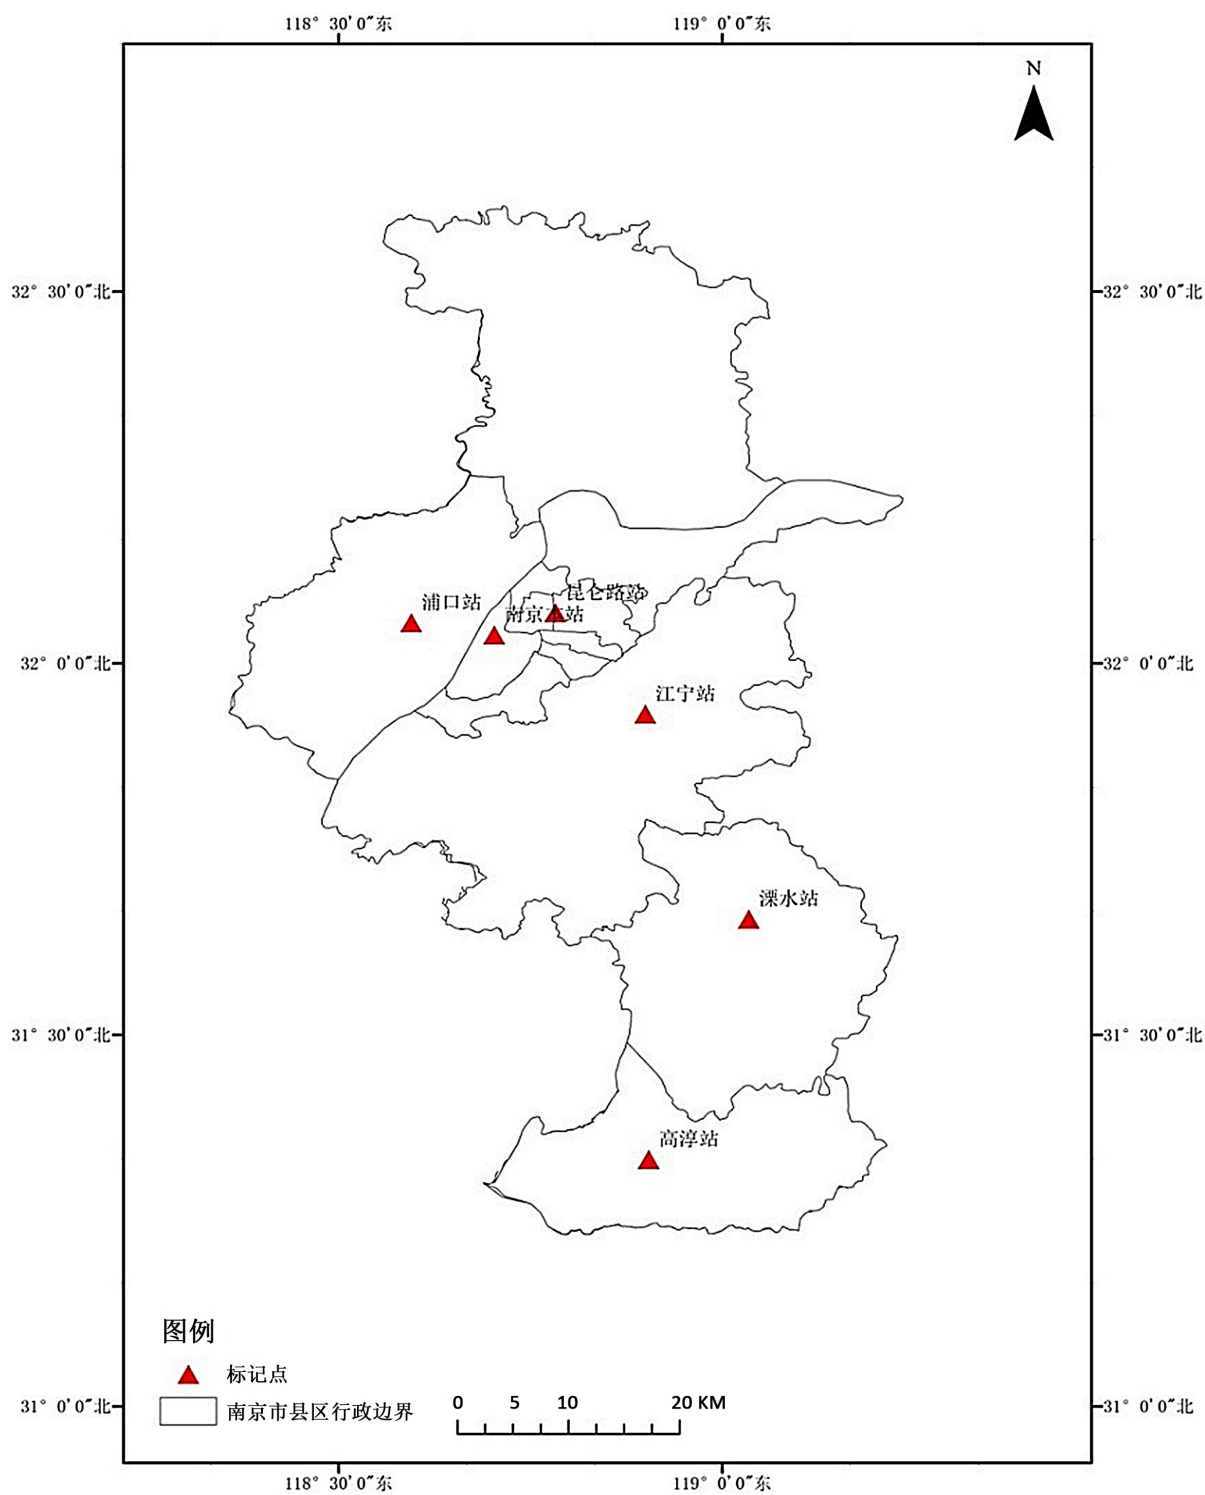 118° 30′0″东
119° 0′0″东
N
32° 30′0″北
32° 30′0″北
昆仑路站
浦口站
南京市站
32° 0′0″北
32° 0′0″北
江宁站
溧水站
31° 30′0″北
31° 30′0″北
高淳站
图例
标记点
0 5 10 20 KM
南京市县区行政边界
31° 0′0″北
31° 0′0″北
118° 30′0″东
119° 0′0″东